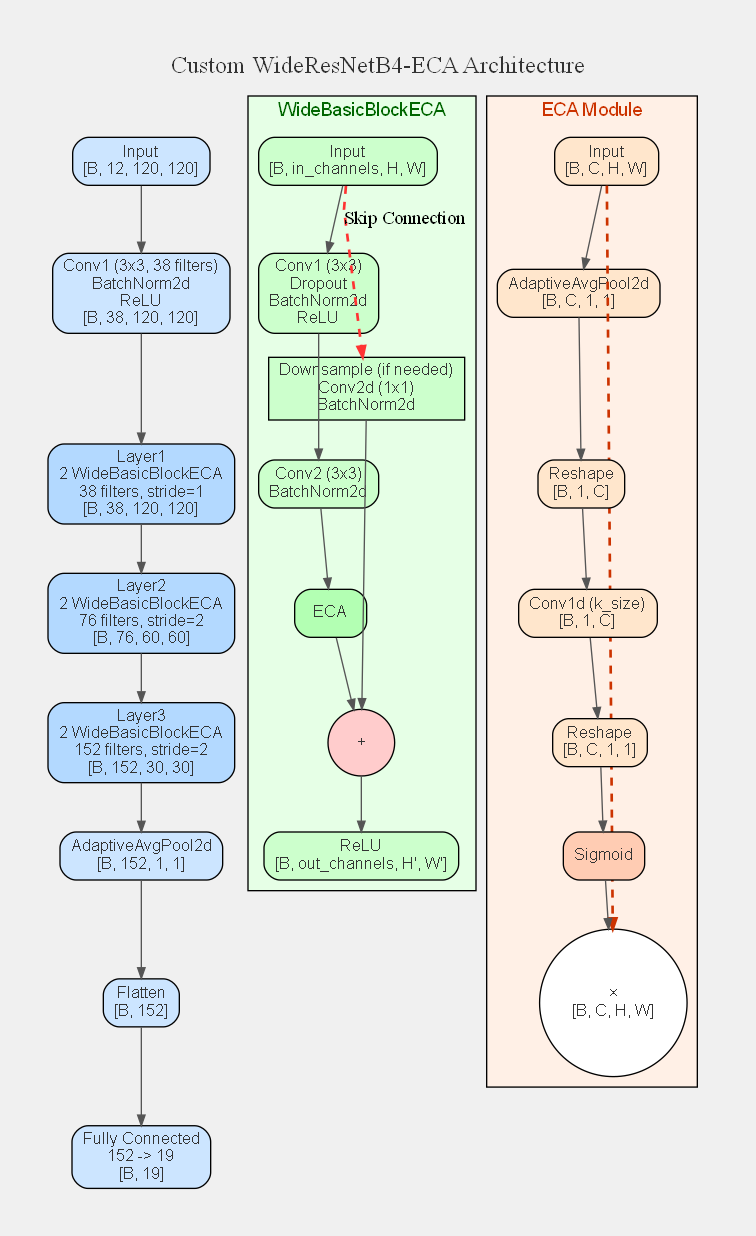 Custom WideResNetB4-ECA Architecture
Input
[B, 12, 120, 120]
Conv1 (3x3, 38 filters)
BatchNorm2d
ReLU
[B, 38, 120, 120]
Layer1
2 WideBasicBlockECA
38 filters, stride=1
[B, 38, 120, 120]
Layer2
2 WideBasicBlockECA
76 filters, stride=2
[B, 76, 60, 60]
Layer3
2 WideBasicBlockECA
152 filters, stride=2
[B, 152, 30, 30]
AdaptiveAvgPool2d
[B, 152, 1, 1]
Flatten
[B, 152]
Fully Connected
152 -> 19
[B, 19]
WideBasicBlockECA
Input
[B, in_channels, H, W]
Skip Connection
Conv1 (3x3)
Dropout
BatchNorm2d
ReLU
Downsample (if needed)
Conv2d (1x1)
BatchNorm2d
Conv2 (3x3)
BatchNorm2d
ECA
+
ReLU
[B, out_channels, H', W']
ECA Module
Input
[B, C, H, W]
AdaptiveAvgPool2d
[B, C, 1, 1]
Reshape
[B, 1, C]
Conv1d (k_size)
[B, 1, C]
Reshape
[B, C, 1, 1]
Sigmoid
×
[B, C, H, W]